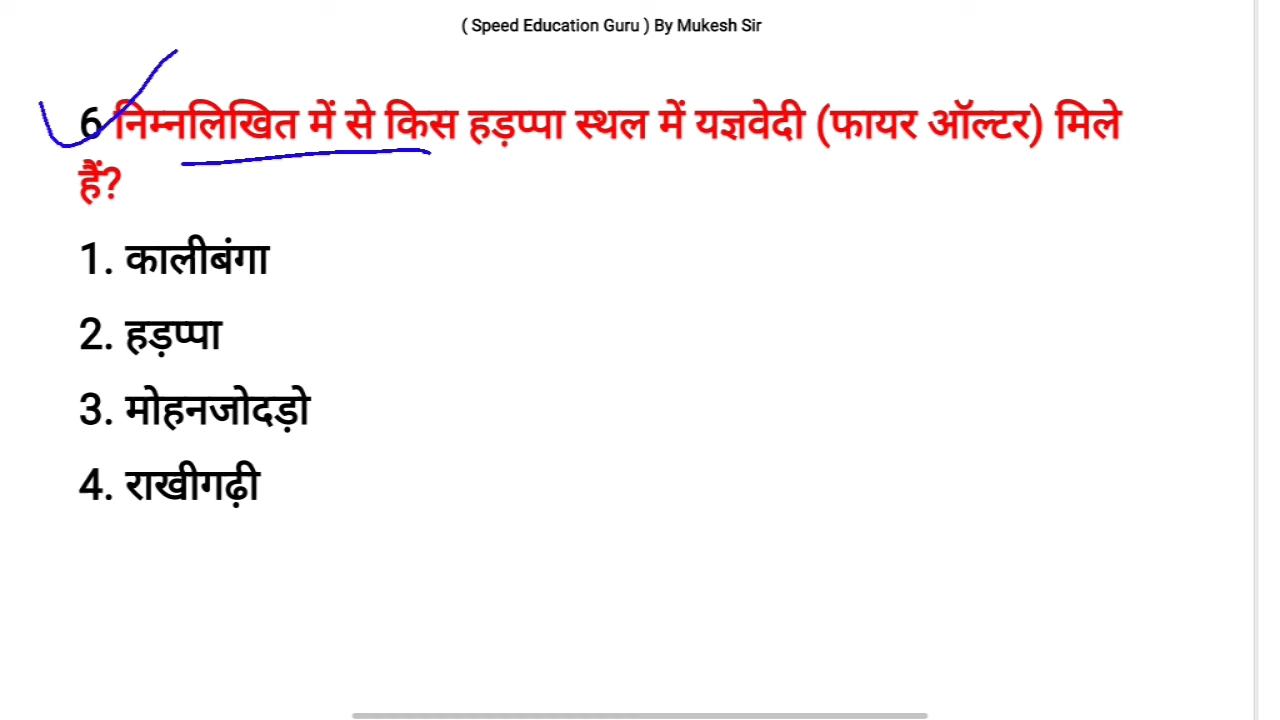 ( Speed Education Guru ) By Mukesh Sir
6 निम्नलिखित में से किस हड़प्पा स्थल में यज्ञवेदी (फायर ऑल्टर) मिले
हैं?
1. कालीबंगा
2. हड़प्पा
3. मोहनजोदड़ो
4. राखीगढ़ी